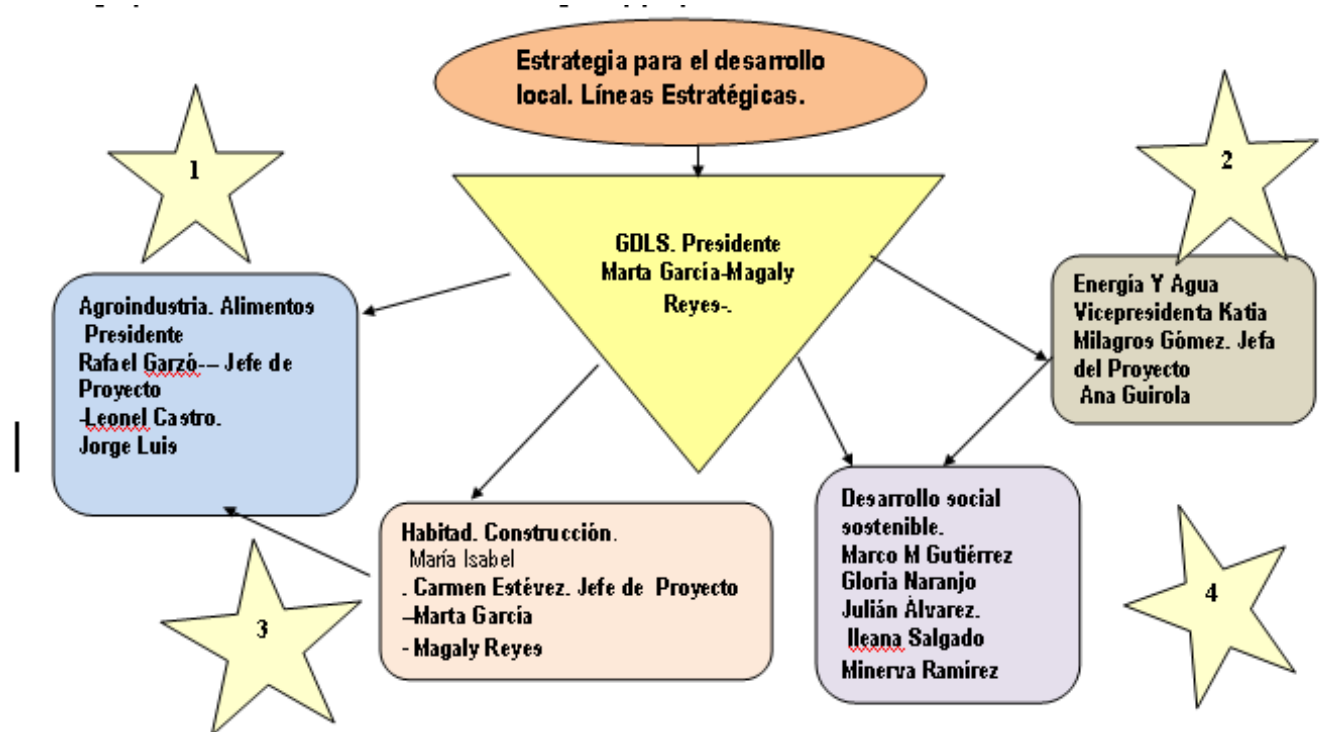 Estrategia para el desarrollo
local. Líneas Estratégicas.
1
2
GDLS. Presidente
Marta García-Magaly
Reyes-.
Agroindustria. Alimentos
Presidente
Rafael Garzó--- Jefe de
Proyecto
-Leonel Castro.
Jorge Luis
Energía Y Agua
Vicepresidenta Katia
Milagros Gómez. Jefa
del Proyecto
Ana Guirola
3
Habitad. Construcción.
María Isabel
. Carmen Estévez. Jefe de Proyecto
–Marta García
- Magaly Reyes
Desarrollo social
sostenible.
Marco M Gutiérrez
Gloria Naranjo
Julián Álvarez.
Ileana Salgado
Minerva Ramírez
4